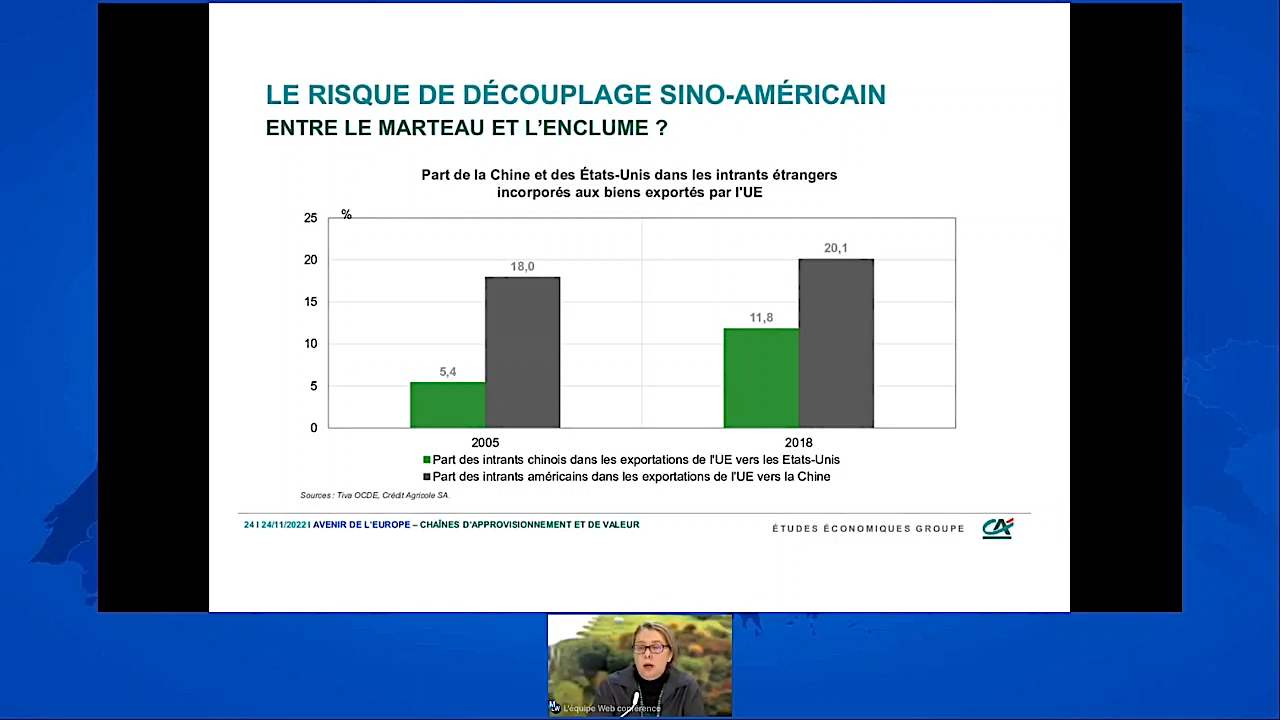 LE RISQUE DE DÉCOUPLAGE SINO-AMÉRICAIN
ENTRE LE MARTEAU ET L’ENCLUME ?
Part de la Chine et des États-Unis dans les intrants étrangers
incorporés aux biens exportés par l'UE
%
25
20
15
10
5
0
5,4
18,0
11,8
20,1
2005
2018
Part des intrants chinois dans les exportations de l'UE vers les Etats-Unis
Part des intrants américains dans les exportations de l'UE vers la Chine
Sources : Tiva OCDE, Crédit Agricole SA.
24 I 24/11/2022 I AVENIR DE L'EUROPE – CHAÎNES D'APPROVISIONNEMENT ET DE VALEUR
ÉTUDES ÉCONOMIQUES GROUPE
CA
L'équipe Web conférence